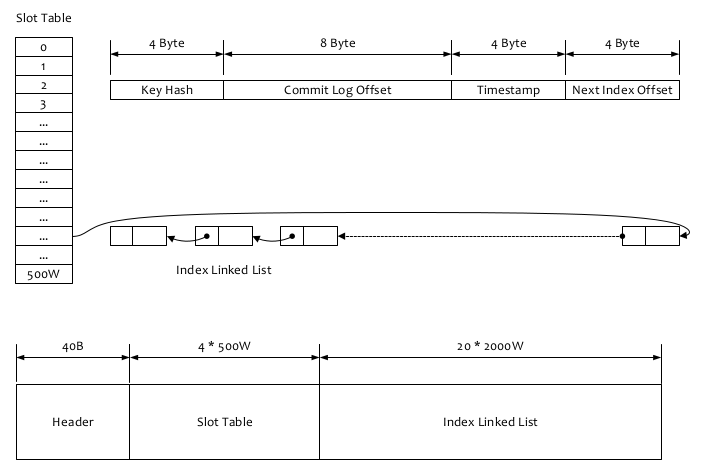 Slot Table
0
1
2
3
...
...
...
...
...
...
...
...
500W
4 Byte 8 Byte 4 Byte 4 Byte
Key Hash Commit Log Offset Timestamp Next Index Offset
Index Linked List
40B 4 * 500W 20 * 2000W
Header Slot Table Index Linked List